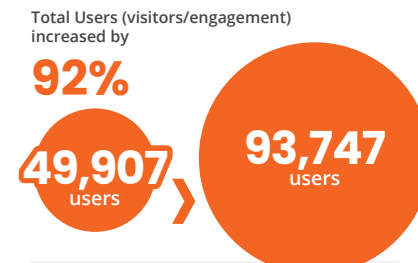 Total Users (visitors/engagement)
increased by
92%
49,907
users
93,747
users